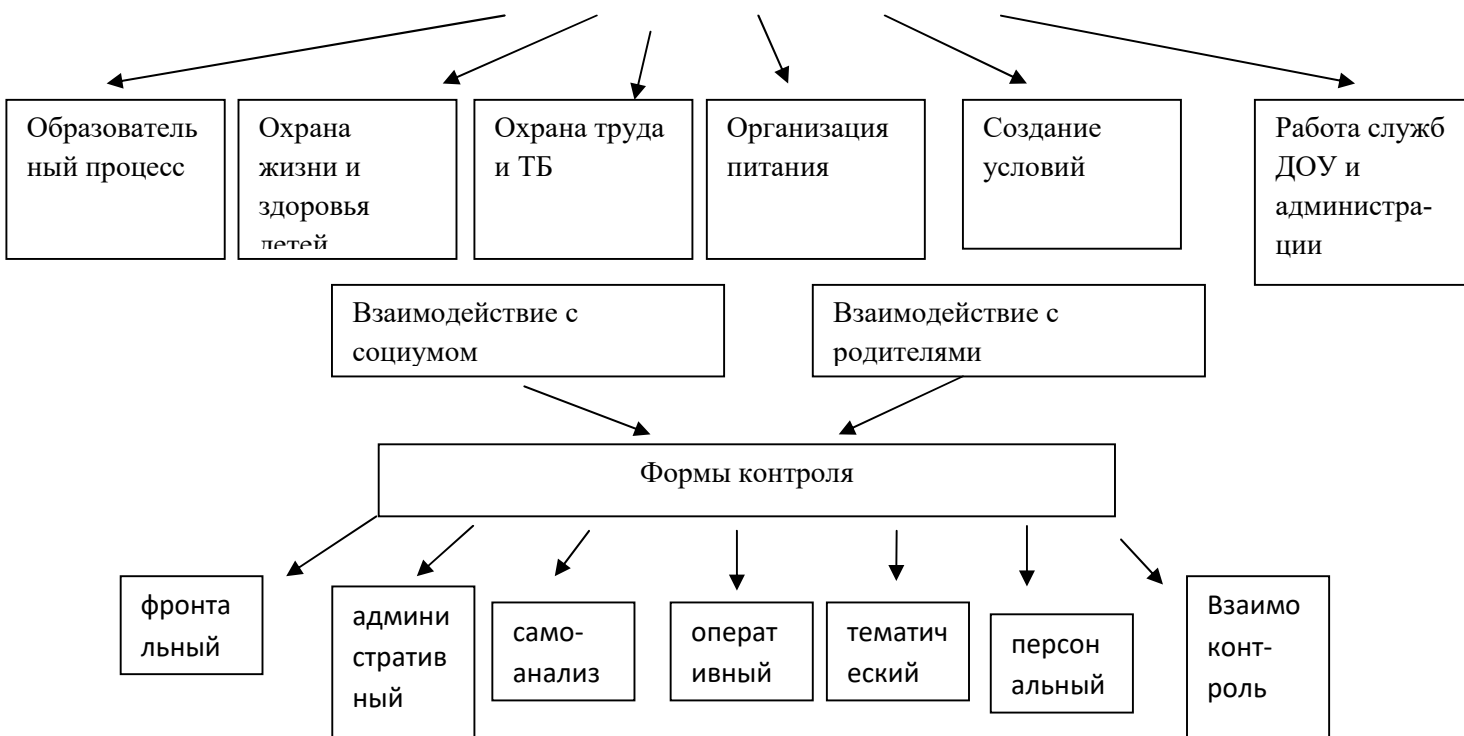 Образователь
ный процесс
Охрана
жизни и
здоровья
детей
Охрана труда
и ТБ
Организация
питания
Создание
условий
Работа служб
ДОУ и
администра-
ции
Взаимодействие с
социумом
Взаимодействие с
родителями
Формы контроля
фронта
льный
админи
стратив
ный
само-
анализ
операт
ивный
тематич
еский
персон
альный
Взаимо
конт-
роль